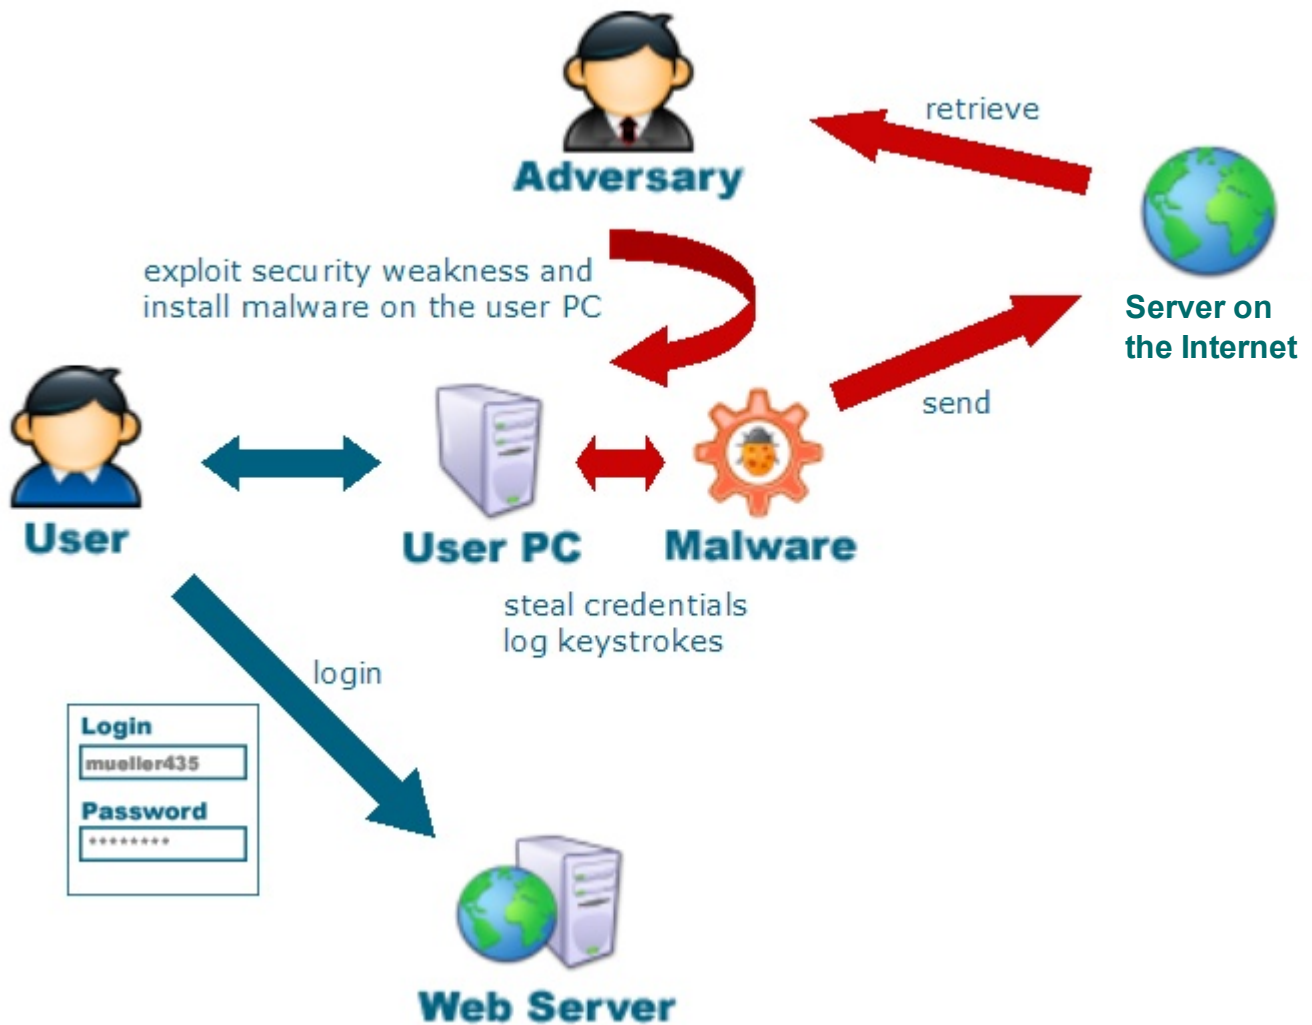 retrieve
Adversary
exploit security weakness and
install malware on the user PC
Server on
the Internet
send
User
User PC
Malware
steal credentials
log keystrokes
login
Login
mueller435
Password
********
Web Server